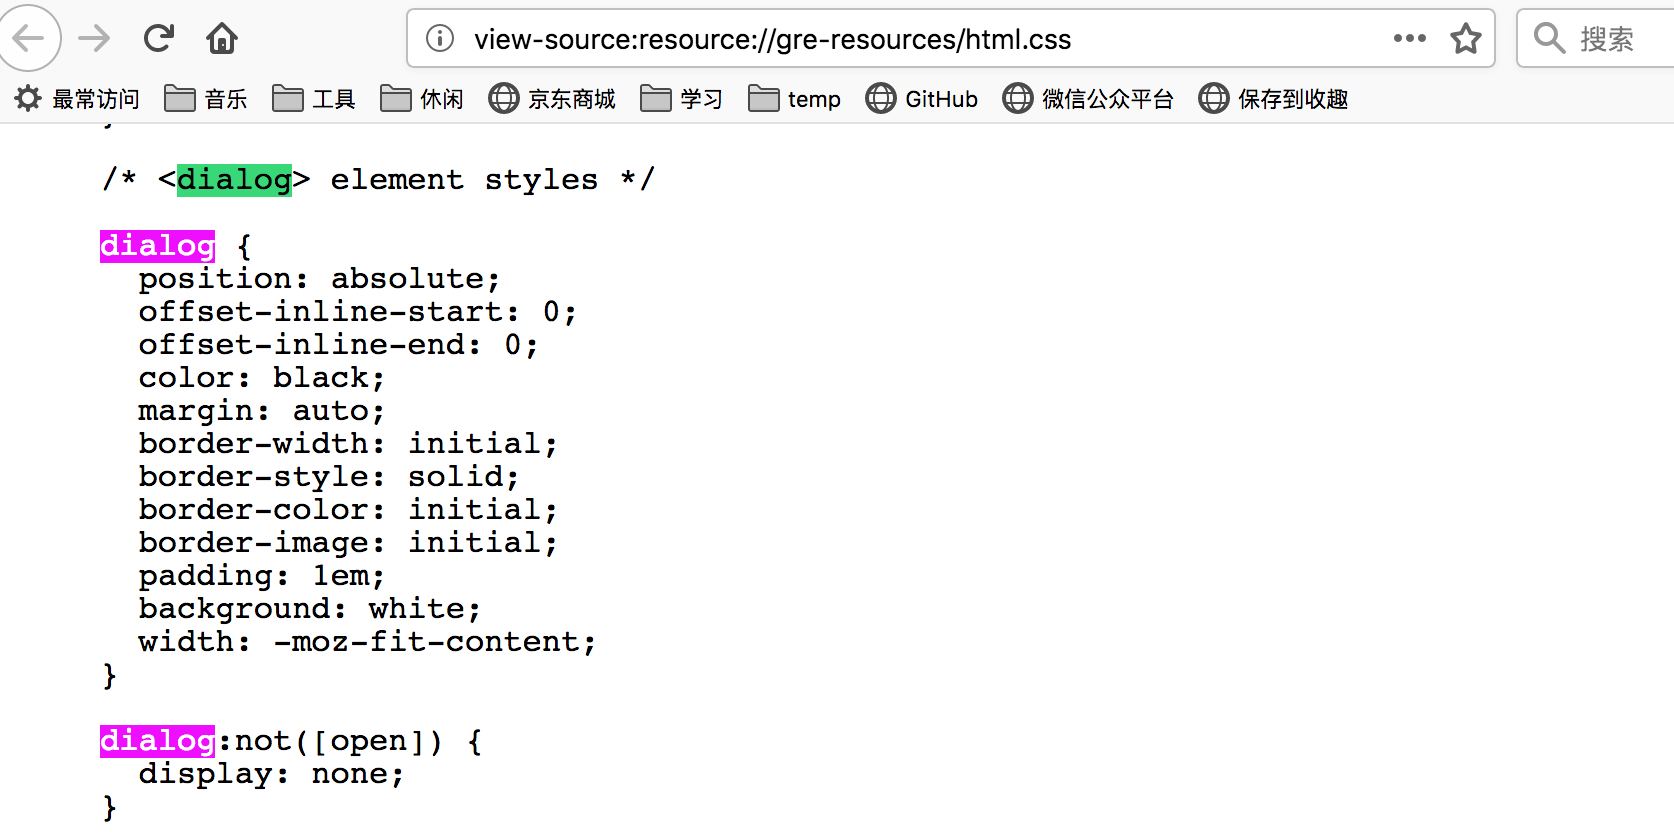 view-source:resource://gre-resources/html.css
搜索
最常访问 音乐 工具 休闲 京东商城 学习 temp GitHub 微信公众平台 保存到收趣
/* <dialog> element styles */
dialog {
position: absolute;
offset-inline-start: 0;
offset-inline-end: 0;
color: black;
margin: auto;
border-width: initial;
border-style: solid;
border-color: initial;
border-image: initial;
padding: 1em;
background: white;
width: -moz-fit-content;
}
dialog:not([open]) {
display: none;
}